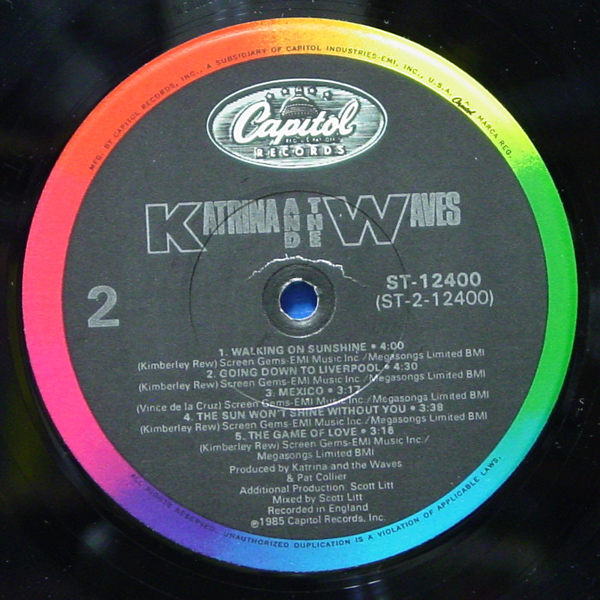 MFG. BY CAPITOL RECORDS, INC., A SUBSIDIARY OF CAPITOL INDUSTRIES-EMI, INC., U.S.A. Capitol MARCA REG.
Capitol
RECORDS
KATRINA AND THE WAVES
2
ST-12400
(ST-2-12400)
1. WALKING ON SUNSHINE • 4:00
(Kimberley Rew) Screen Gems-EMI Music Inc./Megasongs Limited BMI
2. GOING DOWN TO LIVERPOOL • 4:30
(Kimberley Rew) Screen Gems-EMI Music Inc./Megasongs Limited BMI
3. MEXICO • 3:17
(Vince de la Cruz) Screen Gems-EMI Music Inc./Megasongs Limited BMI
4. THE SUN WON'T SHINE WITHOUT YOU • 3:38
(Kimberley Rew) Screen Gems-EMI Music Inc./Megasongs Limited BMI
5. THE GAME OF LOVE • 3:16
(Kimberley Rew) Screen Gems-EMI Music Inc./
Megasongs Limited BMI
Produced by Katrina and the Waves
& Pat Collier
Additional Production: Scott Litt
Mixed by Scott Litt
Recorded in England
℗1985 Capitol Records, Inc.
ALL RIGHTS RESERVED. UNAUTHORIZED DUPLICATION IS A VIOLATION OF APPLICABLE LAWS.